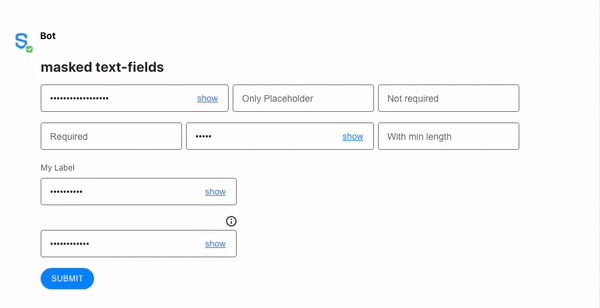 Bot
masked text-fields
•••••••••••••••••• show Only Placeholder Not required
Required ••••• show With min length
My Label
•••••••••• show
•••••••••••• show
SUBMIT